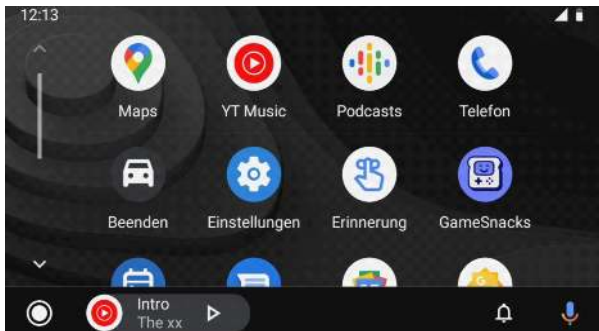 12:13
Maps
YT Music
Podcasts
Telefon
Beenden
Einstellungen
Erinnerung
GameSnacks
Intro
The xx